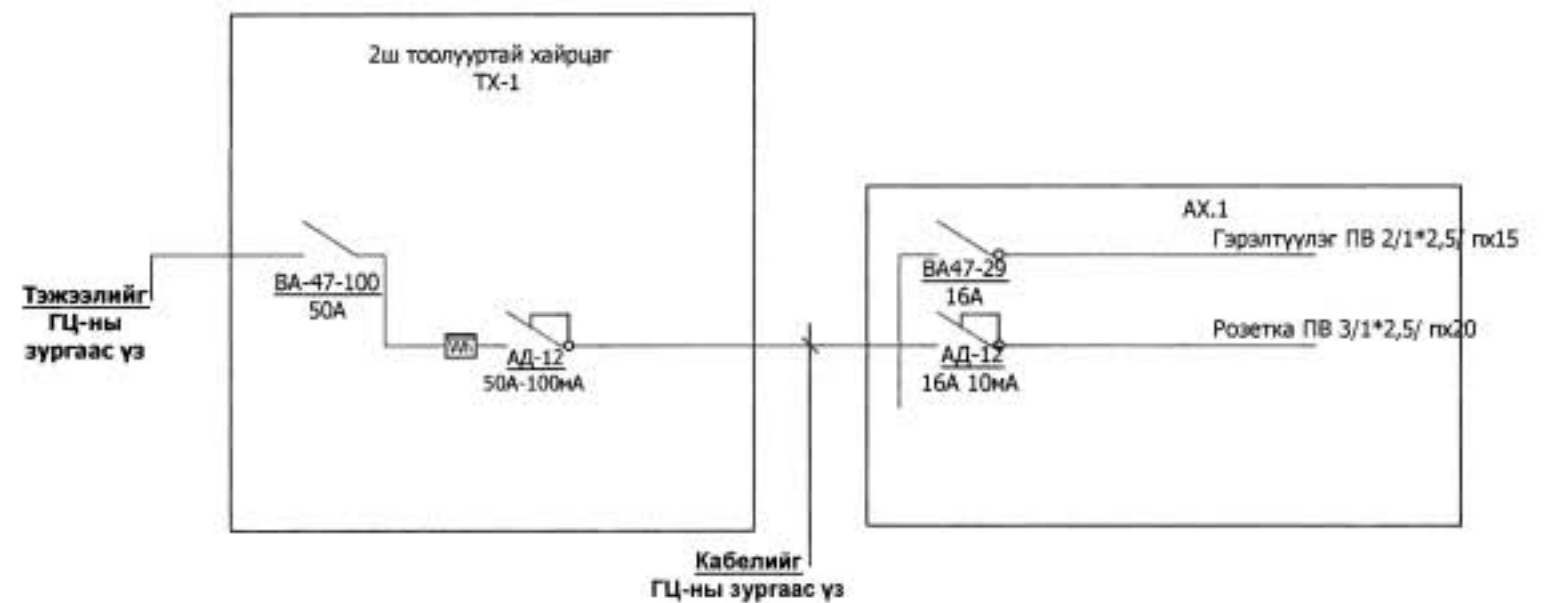 2ш тоолууртай хайрцаг
ТХ-1
ВА-47-100
50А
Тэжээлийг
ГЦ-ны
зургаас үз
Wh
АД-12
50А-100мА
АХ.1
Гэрэлтүүлэг ПВ 2/1*2,5/ пх15
ВА47-29
16А
Розетка ПВ 3/1*2,5/ пх20
АД-12
16А 10мА
Кабелийг
ГЦ-ны зургаас үз